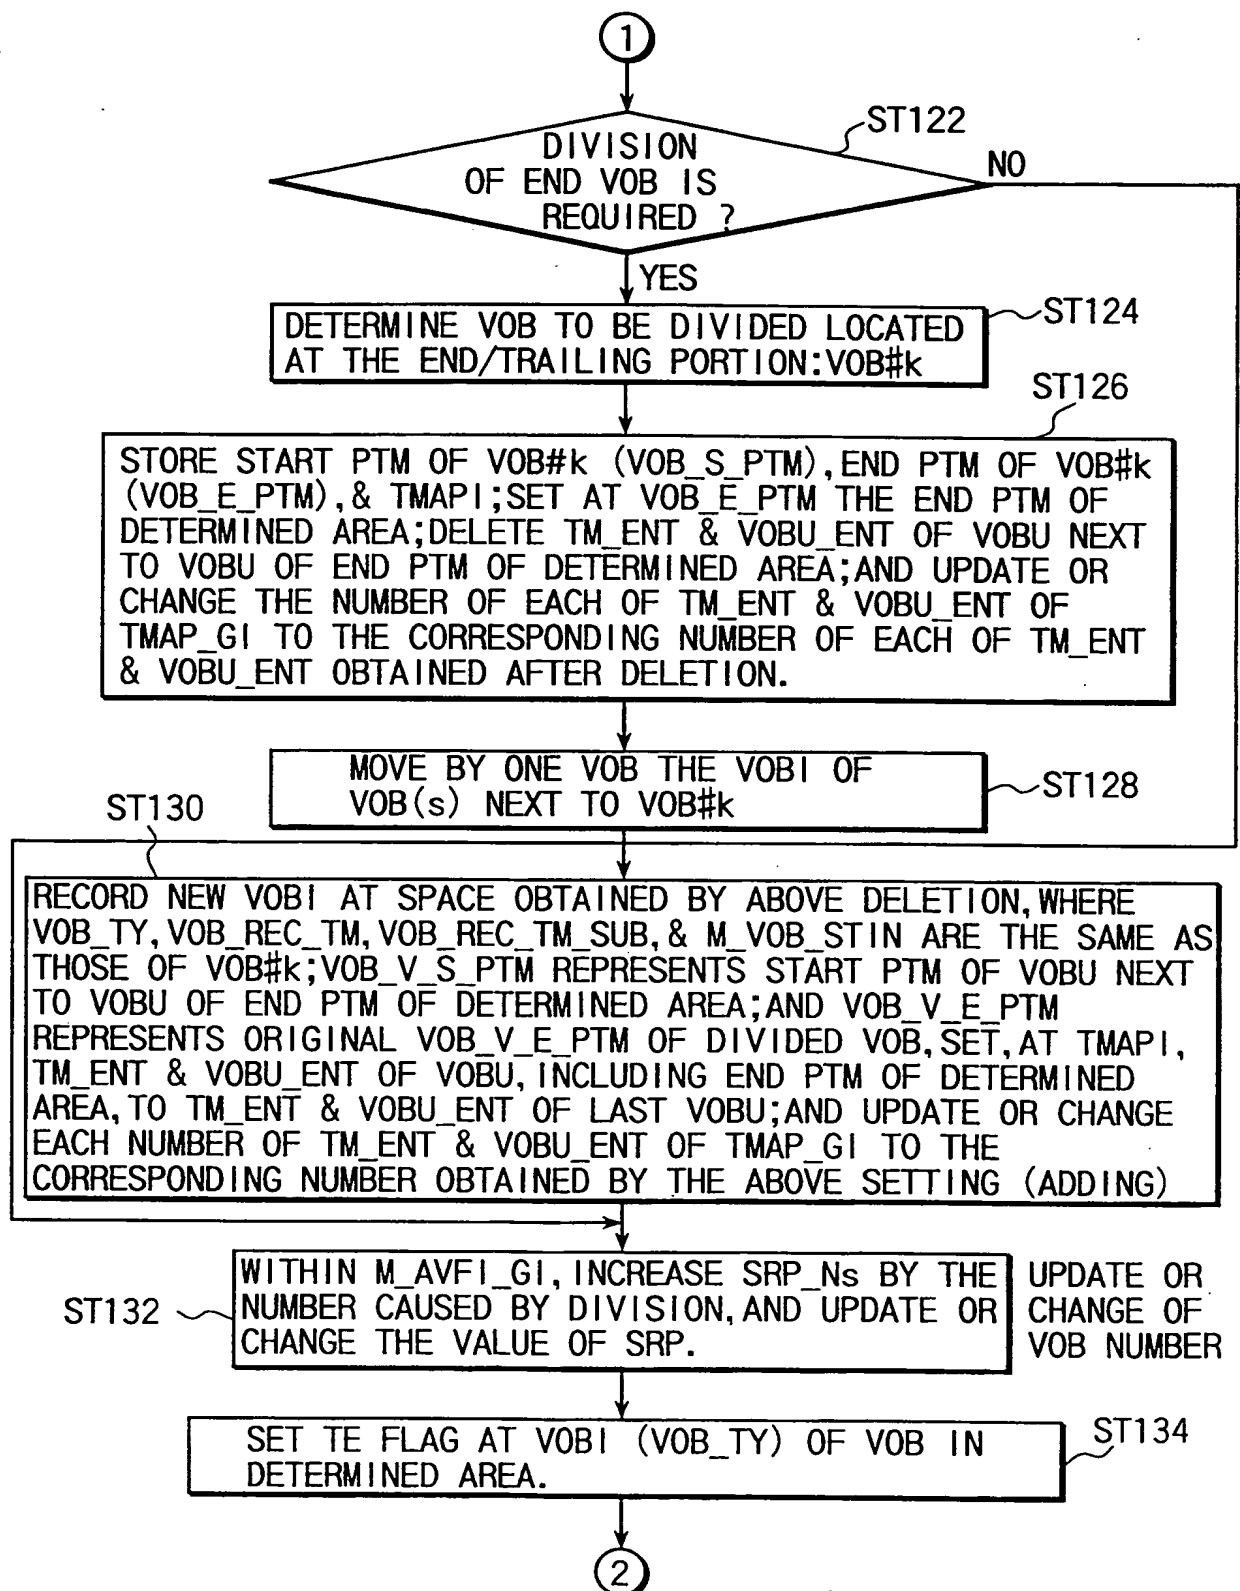 1
ST122
DIVISION
OF END VOB IS
REQUIRED ?
NO
YES
ST124
DETERMINE VOB TO BE DIVIDED LOCATED
AT THE END/TRAILING PORTION:VOB#k
ST126
STORE START PTM OF VOB#k (VOB_S_PTM),END PTM OF VOB#k
(VOB_E_PTM),& TMAPI;SET AT VOB_E_PTM THE END PTM OF
DETERMINED AREA;DELETE TM_ENT & VOBU_ENT OF VOBU NEXT
TO VOBU OF END PTM OF DETERMINED AREA;AND UPDATE OR
CHANGE THE NUMBER OF EACH OF TM_ENT & VOBU_ENT OF
TMAP_GI TO THE CORRESPONDING NUMBER OF EACH OF TM_ENT
& VOBU_ENT OBTAINED AFTER DELETION.
MOVE BY ONE VOB THE VOBI OF
VOB(s) NEXT TO VOB#k
ST128
ST130
RECORD NEW VOBI AT SPACE OBTAINED BY ABOVE DELETION,WHERE
VOB_TY,VOB_REC_TM,VOB_REC_TM_SUB,& M_VOB_STIN ARE THE SAME AS
THOSE OF VOB#k;VOB_V_S_PTM REPRESENTS START PTM OF VOBU NEXT
TO VOBU OF END PTM OF DETERMINED AREA;AND VOB_V_E_PTM
REPRESENTS ORIGINAL VOB_V_E_PTM OF DIVIDED VOB,SET,AT TMAPI,
TM_ENT & VOBU_ENT OF VOBU,INCLUDING END PTM OF DETERMINED
AREA,TO TM_ENT & VOBU_ENT OF LAST VOBU;AND UPDATE OR CHANGE
EACH NUMBER OF TM_ENT & VOBU_ENT OF TMAP_GI TO THE
CORRESPONDING NUMBER OBTAINED BY THE ABOVE SETTING (ADDING)
ST132
WITHIN M_AVFI_GI,INCREASE SRP_Ns BY THE
NUMBER CAUSED BY DIVISION,AND UPDATE OR
CHANGE THE VALUE OF SRP.
UPDATE OR
CHANGE OF
VOB NUMBER
SET TE FLAG AT VOBI (VOB_TY) OF VOB IN
DETERMINED AREA.
ST134
2